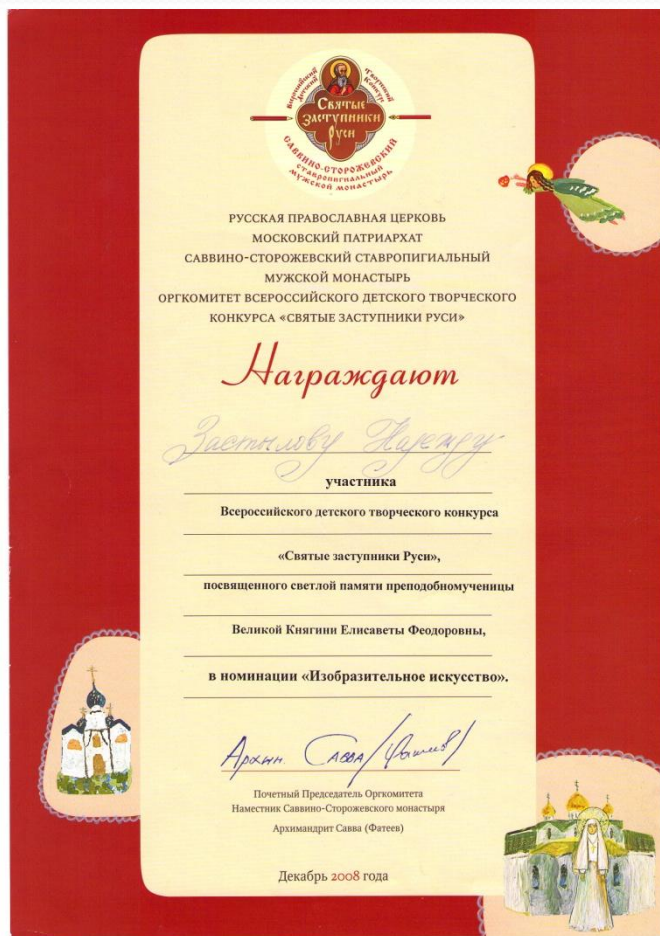 Всероссийский Детский Творческий Конкурс
Святые
Заступники
Руси
САВВИНО-СТОРОЖЕВСКИЙ
ставропигиальный
мужской монастырь
РУССКАЯ ПРАВОСЛАВНАЯ ЦЕРКОВЬ
МОСКОВСКИЙ ПАТРИАРХАТ
САВВИНО-СТОРОЖЕВСКИЙ СТАВРОПИГИАЛЬНЫЙ
МУЖСКОЙ МОНАСТЫРЬ
ОРГКОМИТЕТ ВСЕРОССИЙСКОГО ДЕТСКОГО ТВОРЧЕСКОГО
КОНКУРСА «СВЯТЫЕ ЗАСТУПНИКИ РУСИ»
Награждают
Застылову Надежду
участника
Всероссийского детского творческого конкурса
«Святые заступники Руси»,
посвященного светлой памяти преподобномученицы
Великой Княгини Елисаветы Феодоровны,
в номинации «Изобразительное искусство».
Архим. Савва /Фатеев/
Почетный Председатель Оргкомитета
Наместник Саввино-Сторожевского монастыря
Архимандрит Савва (Фатеев)
Декабрь 2008 года